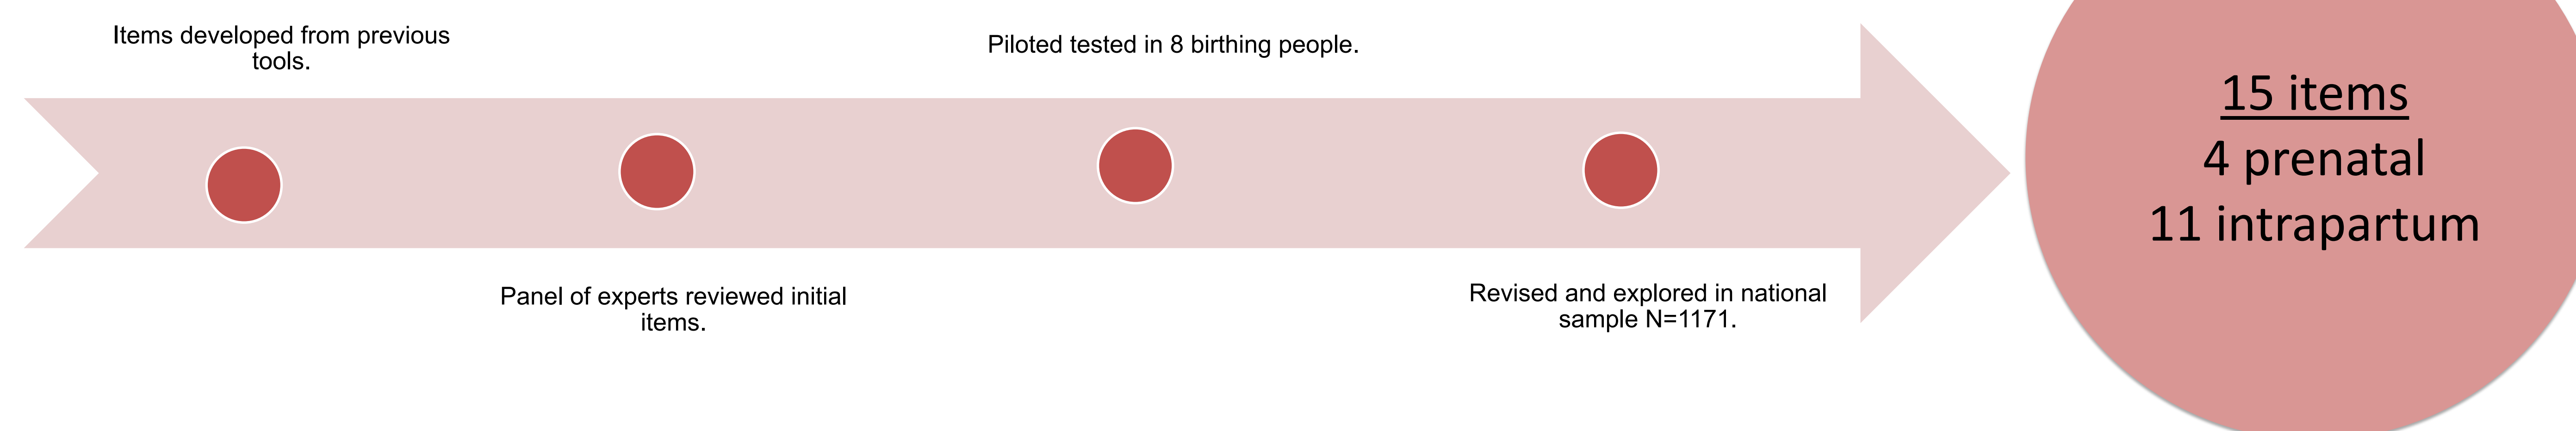 Items developed from previous
tools.
Panel of experts reviewed initial
items.
Piloted tested in 8 birthing people.
Revised and explored in national
sample N=1171.
15 items
4 prenatal
11 intrapartum